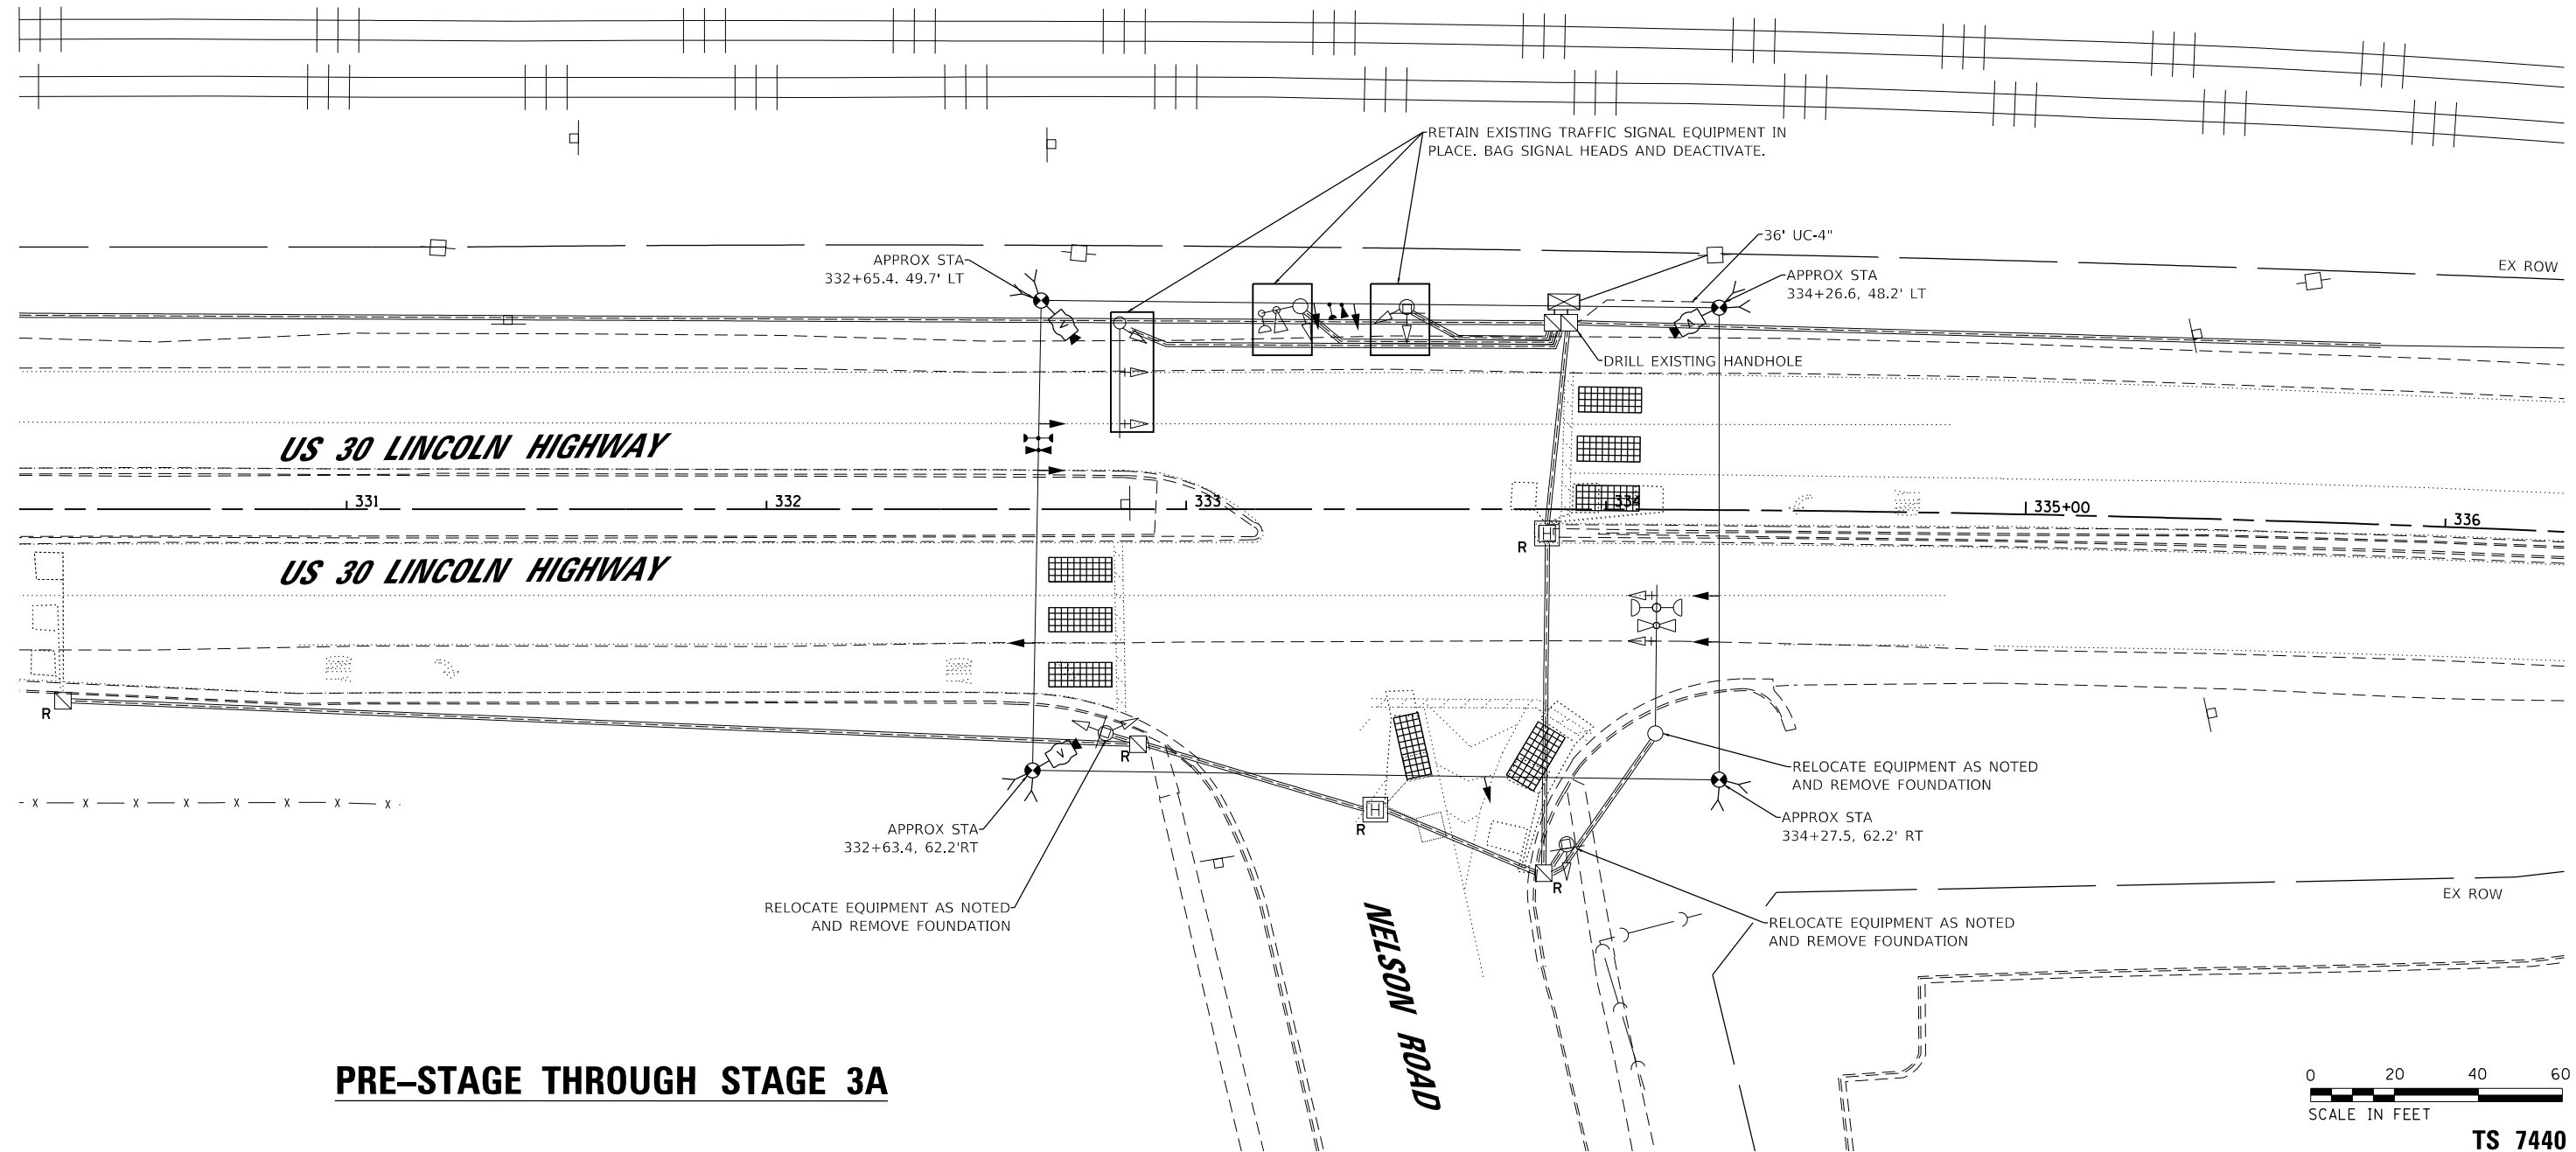 RETAIN EXISTING TRAFFIC SIGNAL EQUIPMENT IN
PLACE. BAG SIGNAL HEADS AND DEACTIVATE.
36' UC-4"
APPROX STA
332+65.4, 49.7' LT
APPROX STA
334+26.6, 48.2' LT
EX ROW
DRILL EXISTING HANDHOLE
US 30 LINCOLN HIGHWAY
331
332
333
334
335+00
336
R
US 30 LINCOLN HIGHWAY
R
R
V
R
R
H
H
RELOCATE EQUIPMENT AS NOTED
AND REMOVE FOUNDATION
APPROX STA
332+63.4, 62.2'RT
APPROX STA
334+27.5, 62.2' RT
X X X X X X X X
EX ROW
RELOCATE EQUIPMENT AS NOTED
AND REMOVE FOUNDATION
RELOCATE EQUIPMENT AS NOTED
AND REMOVE FOUNDATION
NELSON ROAD
PRE-STAGE THROUGH STAGE 3A
0 20 40 60
SCALE IN FEET
TS 7440